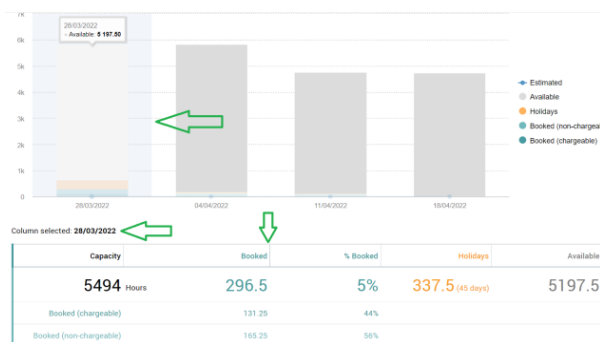 7k
28/03/2022
Available: 5 197.50
6k
5k
4k
3k
2k
1k
0
28/03/2022 04/04/2022 11/04/2022 18/04/2022
Estimated
Available
Holidays
Booked (non-chargea
Booked (chargeable)
Column selected: 28/03/2022
Capacity Booked % Booked Holidays Available
5494 Hours 296.5 5% 337.5 (45 days) 5197.5
Booked (chargeable) 131.25 44%
Booked (non-chargeable) 165.25 56%